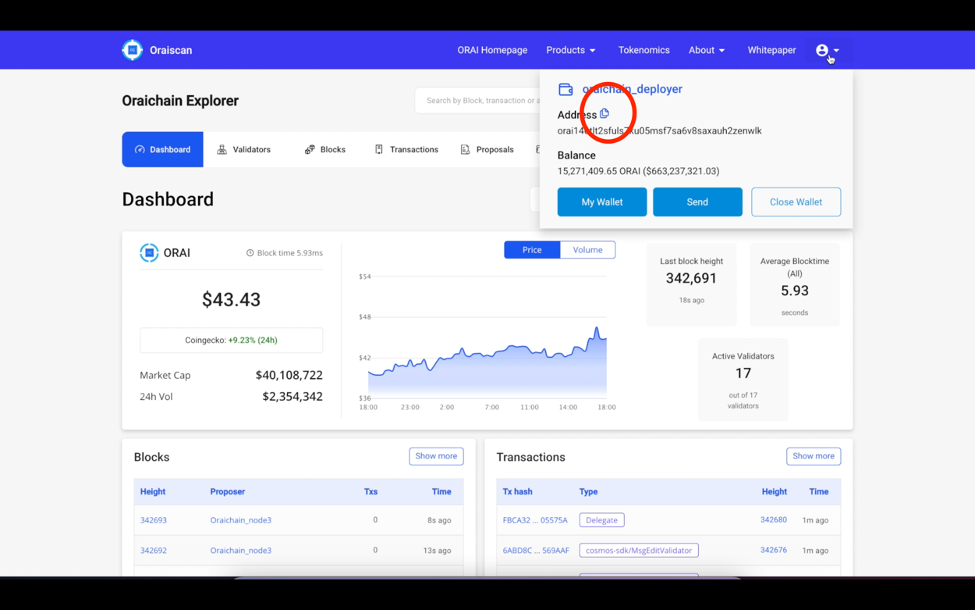 Oraiscan
ORAI Homepage
Products
Tokenomics
About
Whitepaper
Oraichain Explorer
Search by Block, transaction or a
oraichain_deployer
Address
Balance
15,271,409.65 ORAI ($663,237,321.03)
My Wallet
Send
Close Wallet
Dashboard
Validators
Blocks
Transactions
Proposals
Dashboard
ORAI
Block time 5.93ms
$43.43
Coingecko: +9.23% (24h)
Market Cap
$40,108,722
24h Vol
$2,354,342
Price
Volume
$54
$48
$42
$36
18:00
23:00
2:00
7:00
11:00
14:00
18:00
Last block height
342,691
18s ago
Average Blocktime
(All)
5.93
seconds
Active Validators
17
out of 17
validators
Blocks
Show more
Height Proposer Txs Time
342693 Oraichain_node3 0 8s ago
342692 Oraichain_node3 0 13s ago
Transactions
Show more
Tx hash Type Height Time
FBCA32 ... 05575A Delegate 342680 1m ago
6ABD8C ... 569AAF cosmos-sdk/MsgEditValidator 342676 1m ago